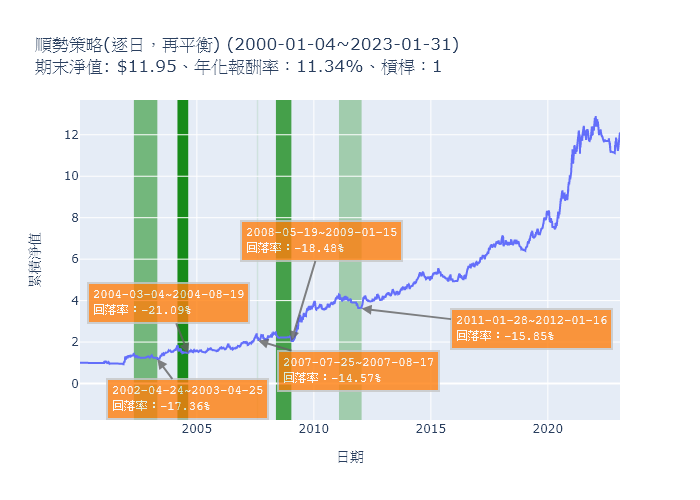 順勢策略(逐日，再平衡) (2000-01-04~2023-01-31)
期末淨值: $11.95、年化報酬率：11.34%、槓桿：1
12
10
8
6
4
2
0
累積淨值
2008-05-19~2009-01-15
回落率：-18.48%
2004-03-04~2004-08-19
回落率：-21.09%
2011-01-28~2012-01-16
回落率：-15.85%
2007-07-25~2007-08-17
回落率：-14.57%
2002-04-24~2003-04-25
回落率：-17.36%
2005
2010
2015
2020
日期